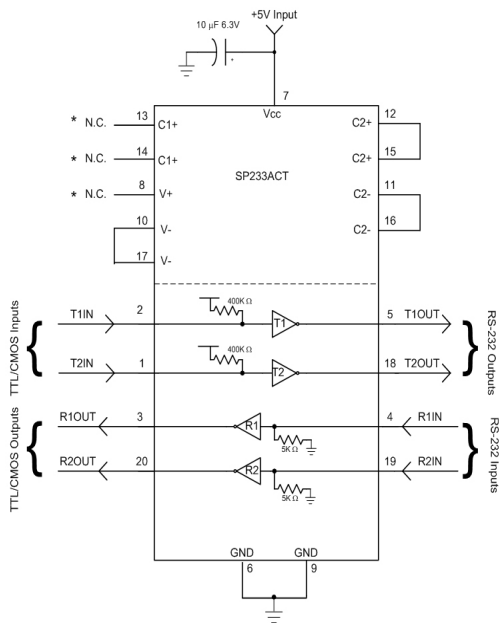 +5V Input
10 µF 6.3V
*
7
Vcc
* N.C. 13 C1+
* N.C. 14 C1+
* N.C. 8 V+
10 V-
17 V-
12 C2+
15 C2+
11 C2-
16 C2-
SP233ACT
TTL/CMOS Inputs
T1IN 2 400K Ω T1 5 T1OUT
T2IN 1 400K Ω T2 18 T2OUT
RS-232 Outputs
TTL/CMOS Outputs
R1OUT 3 R1 5K Ω 4 R1IN
R2OUT 20 R2 5K Ω 19 R2IN
RS-232 Inputs
GND GND
6 9